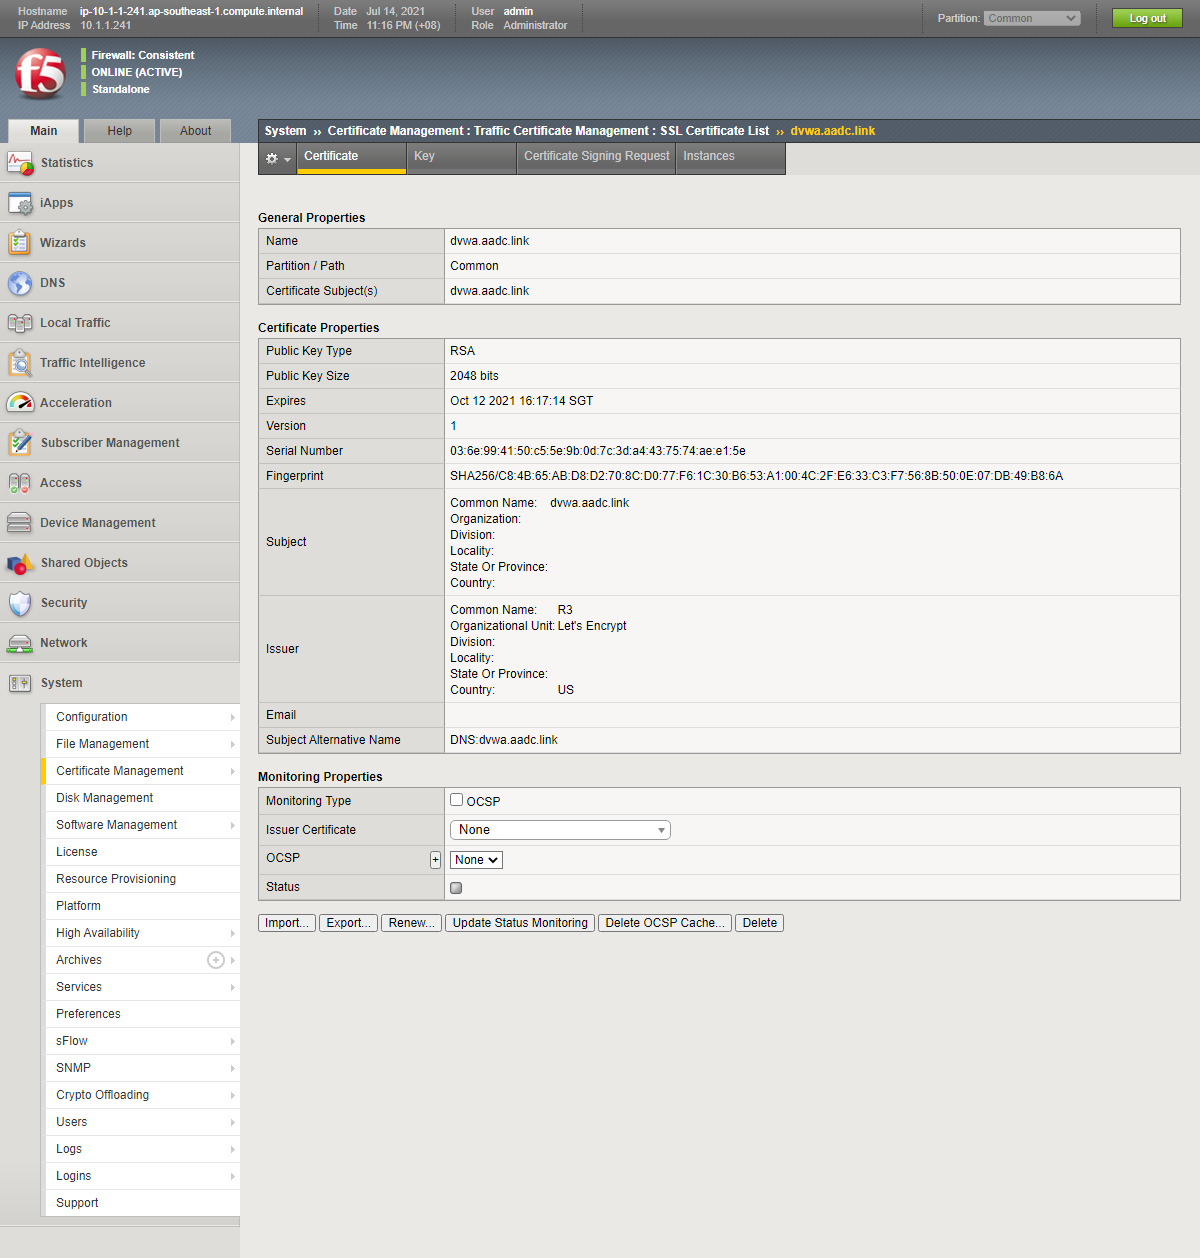 Hostname ip-10-1-1-241.ap-southeast-1.compute.internal Date Jul 14, 2021 User admin
IP Address 10.1.1.241 Time 11:16 PM (+08) Role Administrator
Partition: Common Log out
f5
Firewall: Consistent
ONLINE (ACTIVE)
Standalone
Main Help About
System ›› Certificate Management : Traffic Certificate Management : SSL Certificate List ›› dvwa.aadc.link
Certificate Key Certificate Signing Request Instances
Statistics
iApps
Wizards
DNS
Local Traffic
Traffic Intelligence
Acceleration
Subscriber Management
Access
Device Management
Shared Objects
Security
Network
System
Configuration
File Management
Certificate Management
Disk Management
Software Management
License
Resource Provisioning
Platform
High Availability
Archives
Services
Preferences
sFlow
SNMP
Crypto Offloading
Users
Logs
Logins
Support
General Properties
Name dvwa.aadc.link
Partition / Path Common
Certificate Subject(s) dvwa.aadc.link
Certificate Properties
Public Key Type RSA
Public Key Size 2048 bits
Expires Oct 12 2021 16:17:14 SGT
Version 1
Serial Number 03:6e:99:41:50:c5:5e:9b:0d:7c:3d:a4:43:75:74:ae:e1:5e
Fingerprint SHA256/C8:4B:65:AB:D8:D2:70:8C:D0:77:F6:1C:30:B6:53:A1:00:4C:2F:E6:33:C3:F7:56:8B:50:0E:07:DB:49:B8:6A
Subject
Common Name: dvwa.aadc.link
Organization:
Division:
Locality:
State Or Province:
Country:
Issuer
Common Name: R3
Organizational Unit: Let's Encrypt
Division:
Locality:
State Or Province:
Country: US
Email
Subject Alternative Name DNS:dvwa.aadc.link
Monitoring Properties
Monitoring Type OCSP
Issuer Certificate None
OCSP + None
Status
Import... Export... Renew... Update Status Monitoring Delete OCSP Cache... Delete